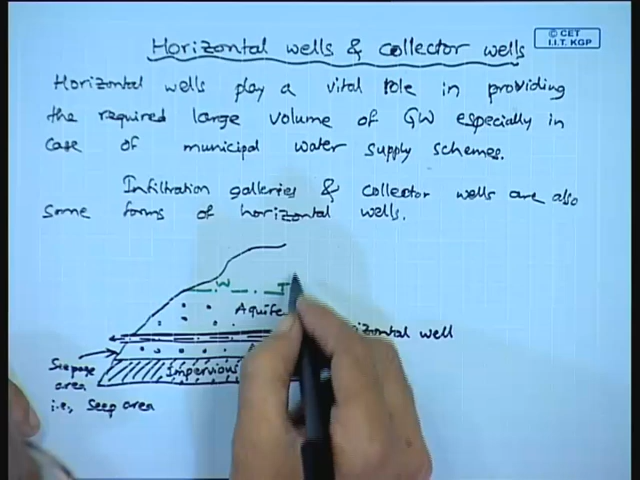 Horizontal wells & collector wells
© CET
I.I.T. KGP
Horizontal wells play a vital role in providing
the required large volume of GW especially in
case of municipal water supply schemes.
Infiltration galleries & collector wells are also
some forms of horizontal wells.
W T
Aquife
izontal well
Seepage
area
i.e., Seep area
Impervious